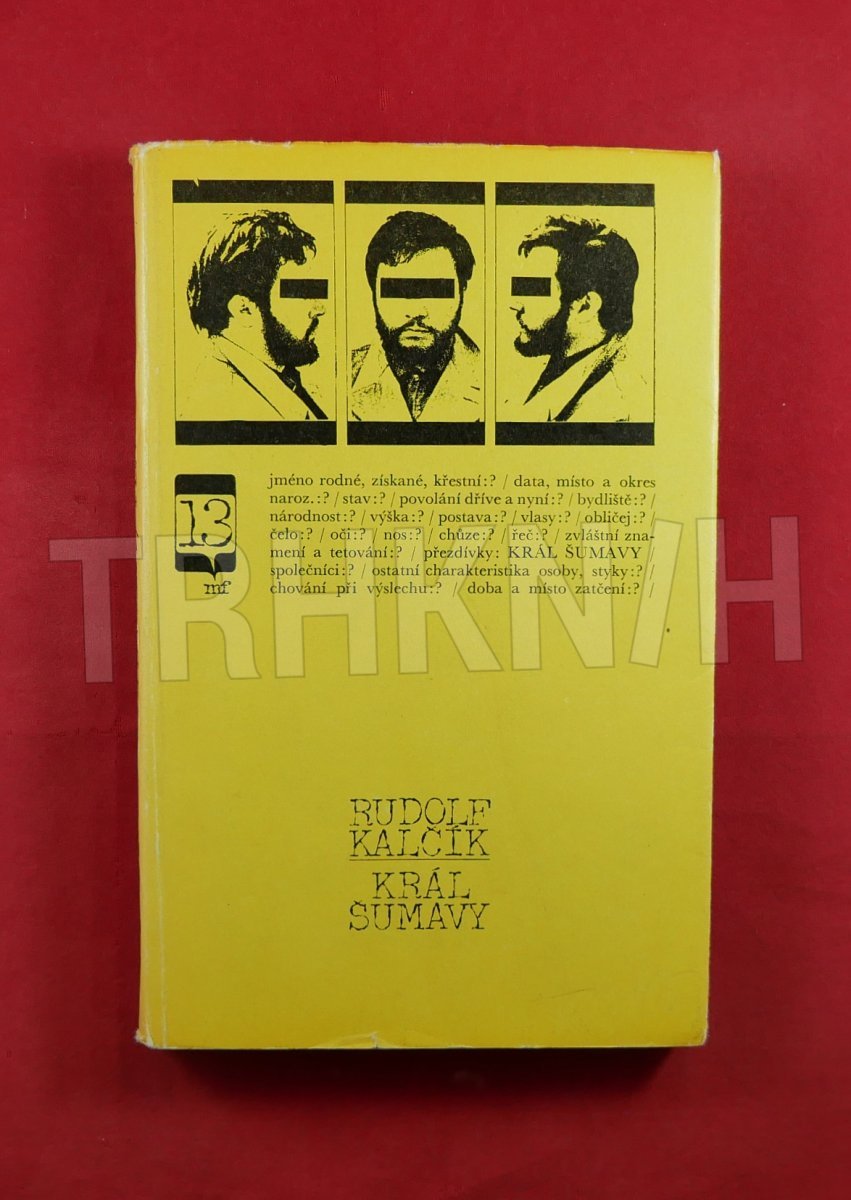 13
mf
jméno rodné, získané, křestní:? / data, místo a okres
naroz.:? / stav:? / povolání dříve a nyní:? / bydliště:? /
národnost:? / výška:? / postava:? / vlasy:? / obličej:? /
čelo:? / oči:? / nos:? / chůze:? / řeč:? / zvláštní zna-
mení a tetování:? / přezdívky: KRÁL ŠUMAVY /
společníci:? / ostatní charakteristika osoby, styky:? /
chování při výslechu:? / doba a místo zatčení:? /
TRHKNIH
RUDOLF
KALČÍK
KRÁL
ŠUMAVY